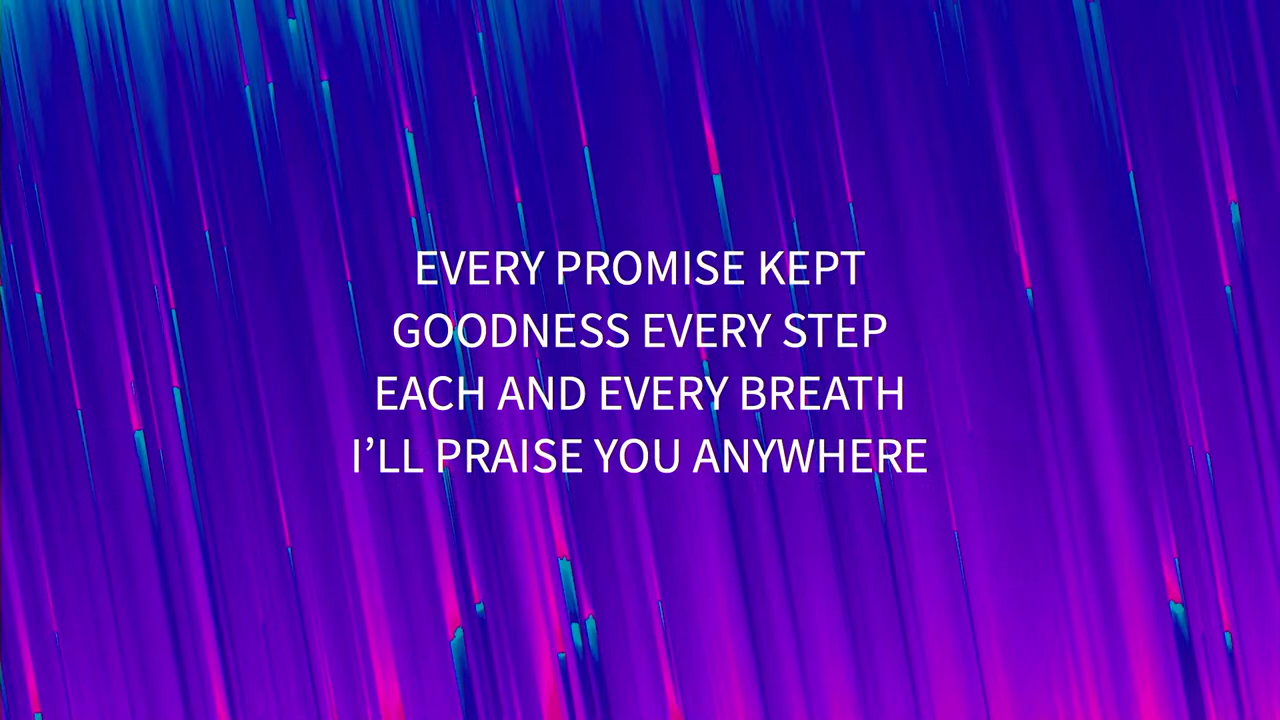 EVERY PROMISE KEPT
GOODNESS EVERY STEP
EACH AND EVERY BREATH
I’LL PRAISE YOU ANYWHERE